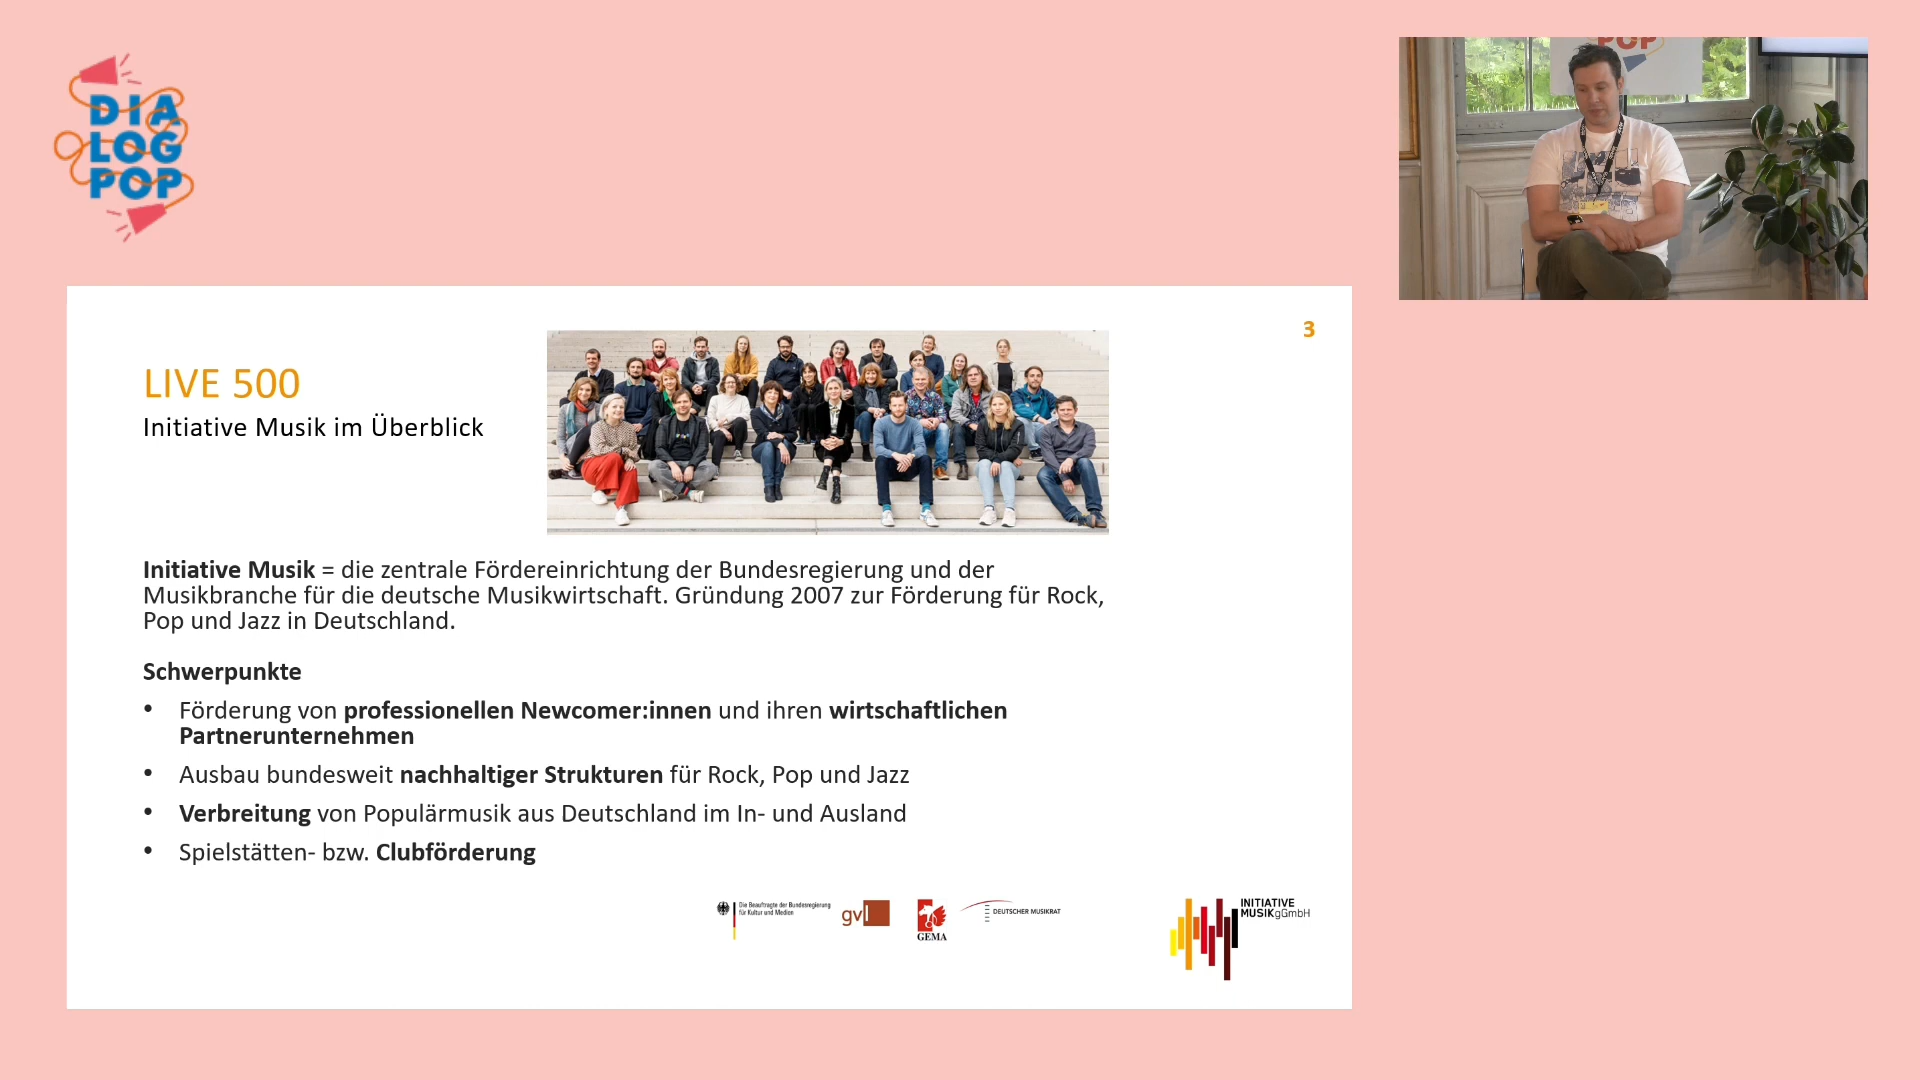 DIA
LOG
POP
POP
3
LIVE 500
Initiative Musik im Überblick
Initiative Musik = die zentrale Fördereinrichtung der Bundesregierung und der
Musikbranche für die deutsche Musikwirtschaft. Gründung 2007 zur Förderung für Rock,
Pop und Jazz in Deutschland.
Schwerpunkte
• Förderung von professionellen Newcomer:innen und ihren wirtschaftlichen
Partnerunternehmen
• Ausbau bundesweit nachhaltiger Strukturen für Rock, Pop und Jazz
• Verbreitung von Populärmusik aus Deutschland im In- und Ausland
• Spielstätten- bzw. Clubförderung
Die Beauftragte der Bundesregierung
für Kultur und Medien
gvl
GEMA
DEUTSCHER MUSIKRAT
INITIATIVE
MUSIKgGmbH